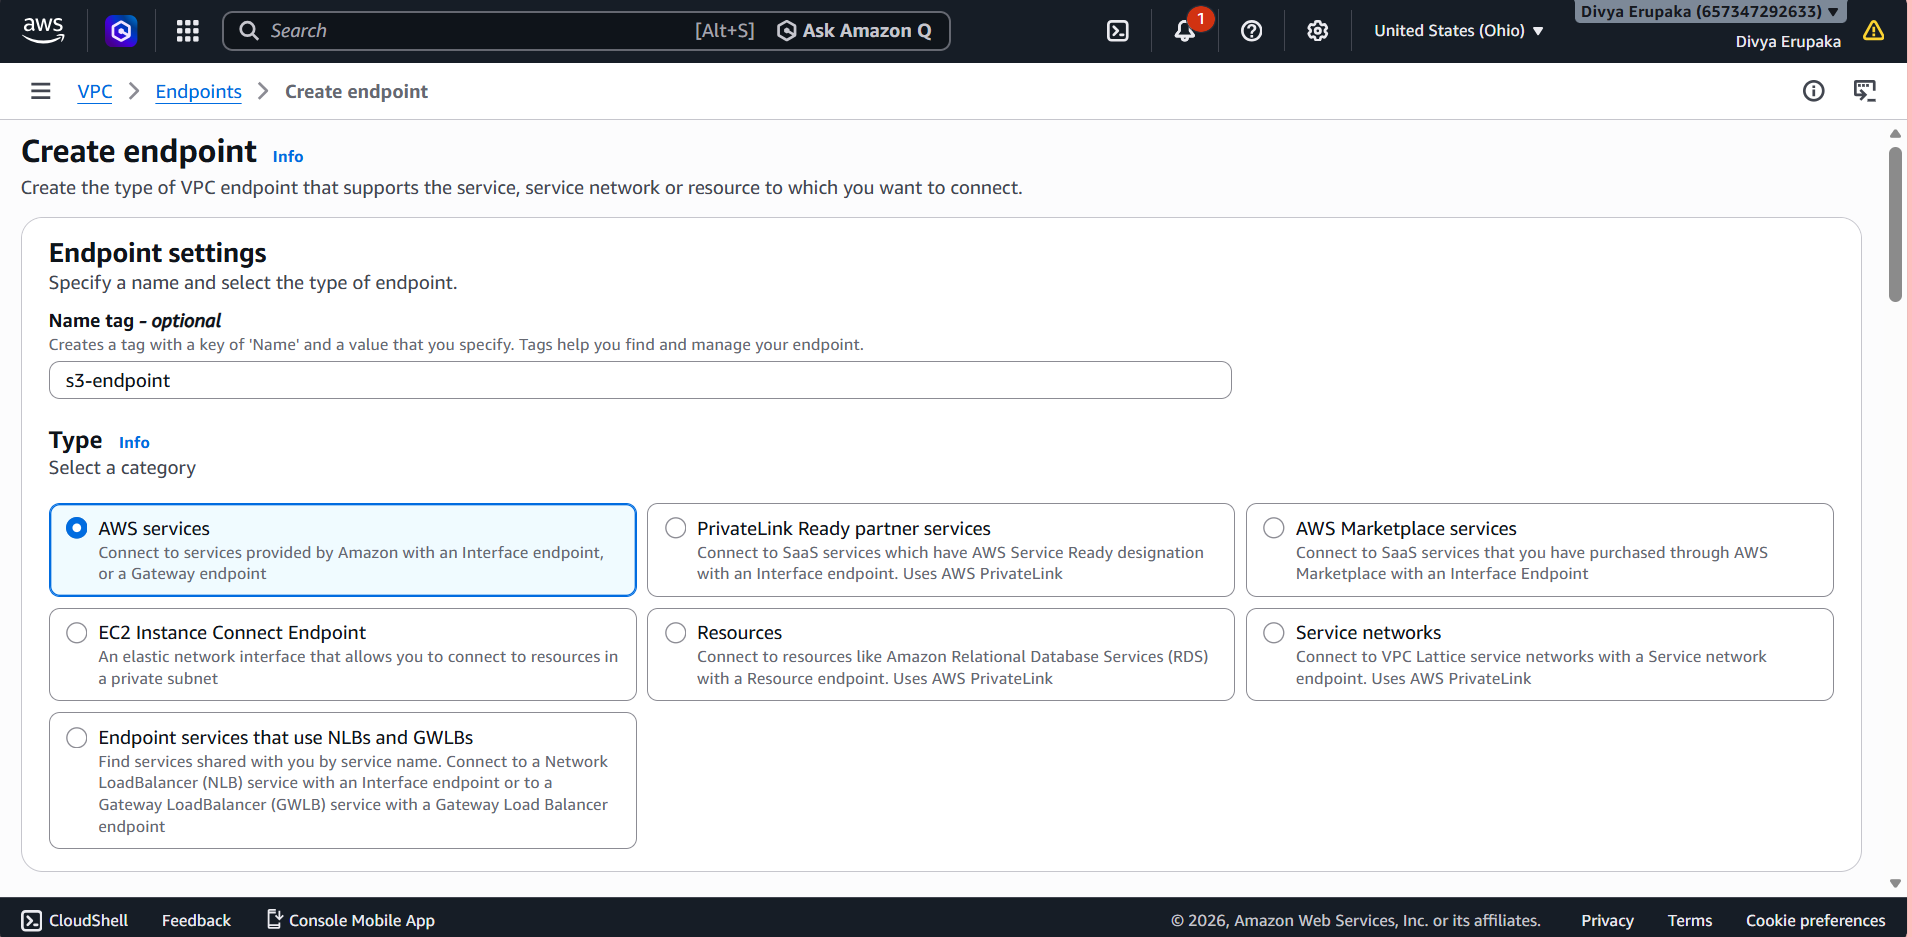 aws
Search
[Alt+S]
Ask Amazon Q
1
United States (Ohio)
Divya Erupaka (657347292633)
Divya Erupaka
VPC
Endpoints
Create endpoint
Create endpoint
Info
Create the type of VPC endpoint that supports the service, service network or resource to which you want to connect.
Endpoint settings
Specify a name and select the type of endpoint.
Name tag - optional
Creates a tag with a key of 'Name' and a value that you specify. Tags help you find and manage your endpoint.
s3-endpoint
Type
Info
Select a category
AWS services
Connect to services provided by Amazon with an Interface endpoint,
or a Gateway endpoint
PrivateLink Ready partner services
Connect to SaaS services which have AWS Service Ready designation
with an Interface endpoint. Uses AWS PrivateLink
AWS Marketplace services
Connect to SaaS services that you have purchased through AWS
Marketplace with an Interface Endpoint
EC2 Instance Connect Endpoint
An elastic network interface that allows you to connect to resources in
a private subnet
Resources
Connect to resources like Amazon Relational Database Services (RDS)
with a Resource endpoint. Uses AWS PrivateLink
Service networks
Connect to VPC Lattice service networks with a Service network
endpoint. Uses AWS PrivateLink
Endpoint services that use NLBs and GWLBs
Find services shared with you by service name. Connect to a Network
LoadBalancer (NLB) service with an Interface endpoint or to a
Gateway LoadBalancer (GWLB) service with a Gateway Load Balancer
endpoint
CloudShell
Feedback
Console Mobile App
© 2026, Amazon Web Services, Inc. or its affiliates.
Privacy
Terms
Cookie preferences